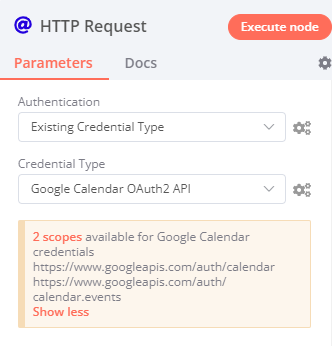 HTTP Request
Execute node
Parameters
Docs
Authentication
Existing Credential Type
Credential Type
Google Calendar OAuth2 API
2 scopes available for Google Calendar
credentials
https://www.googleapis.com/auth/calendar
https://www.googleapis.com/auth/
calendar.events
Show less